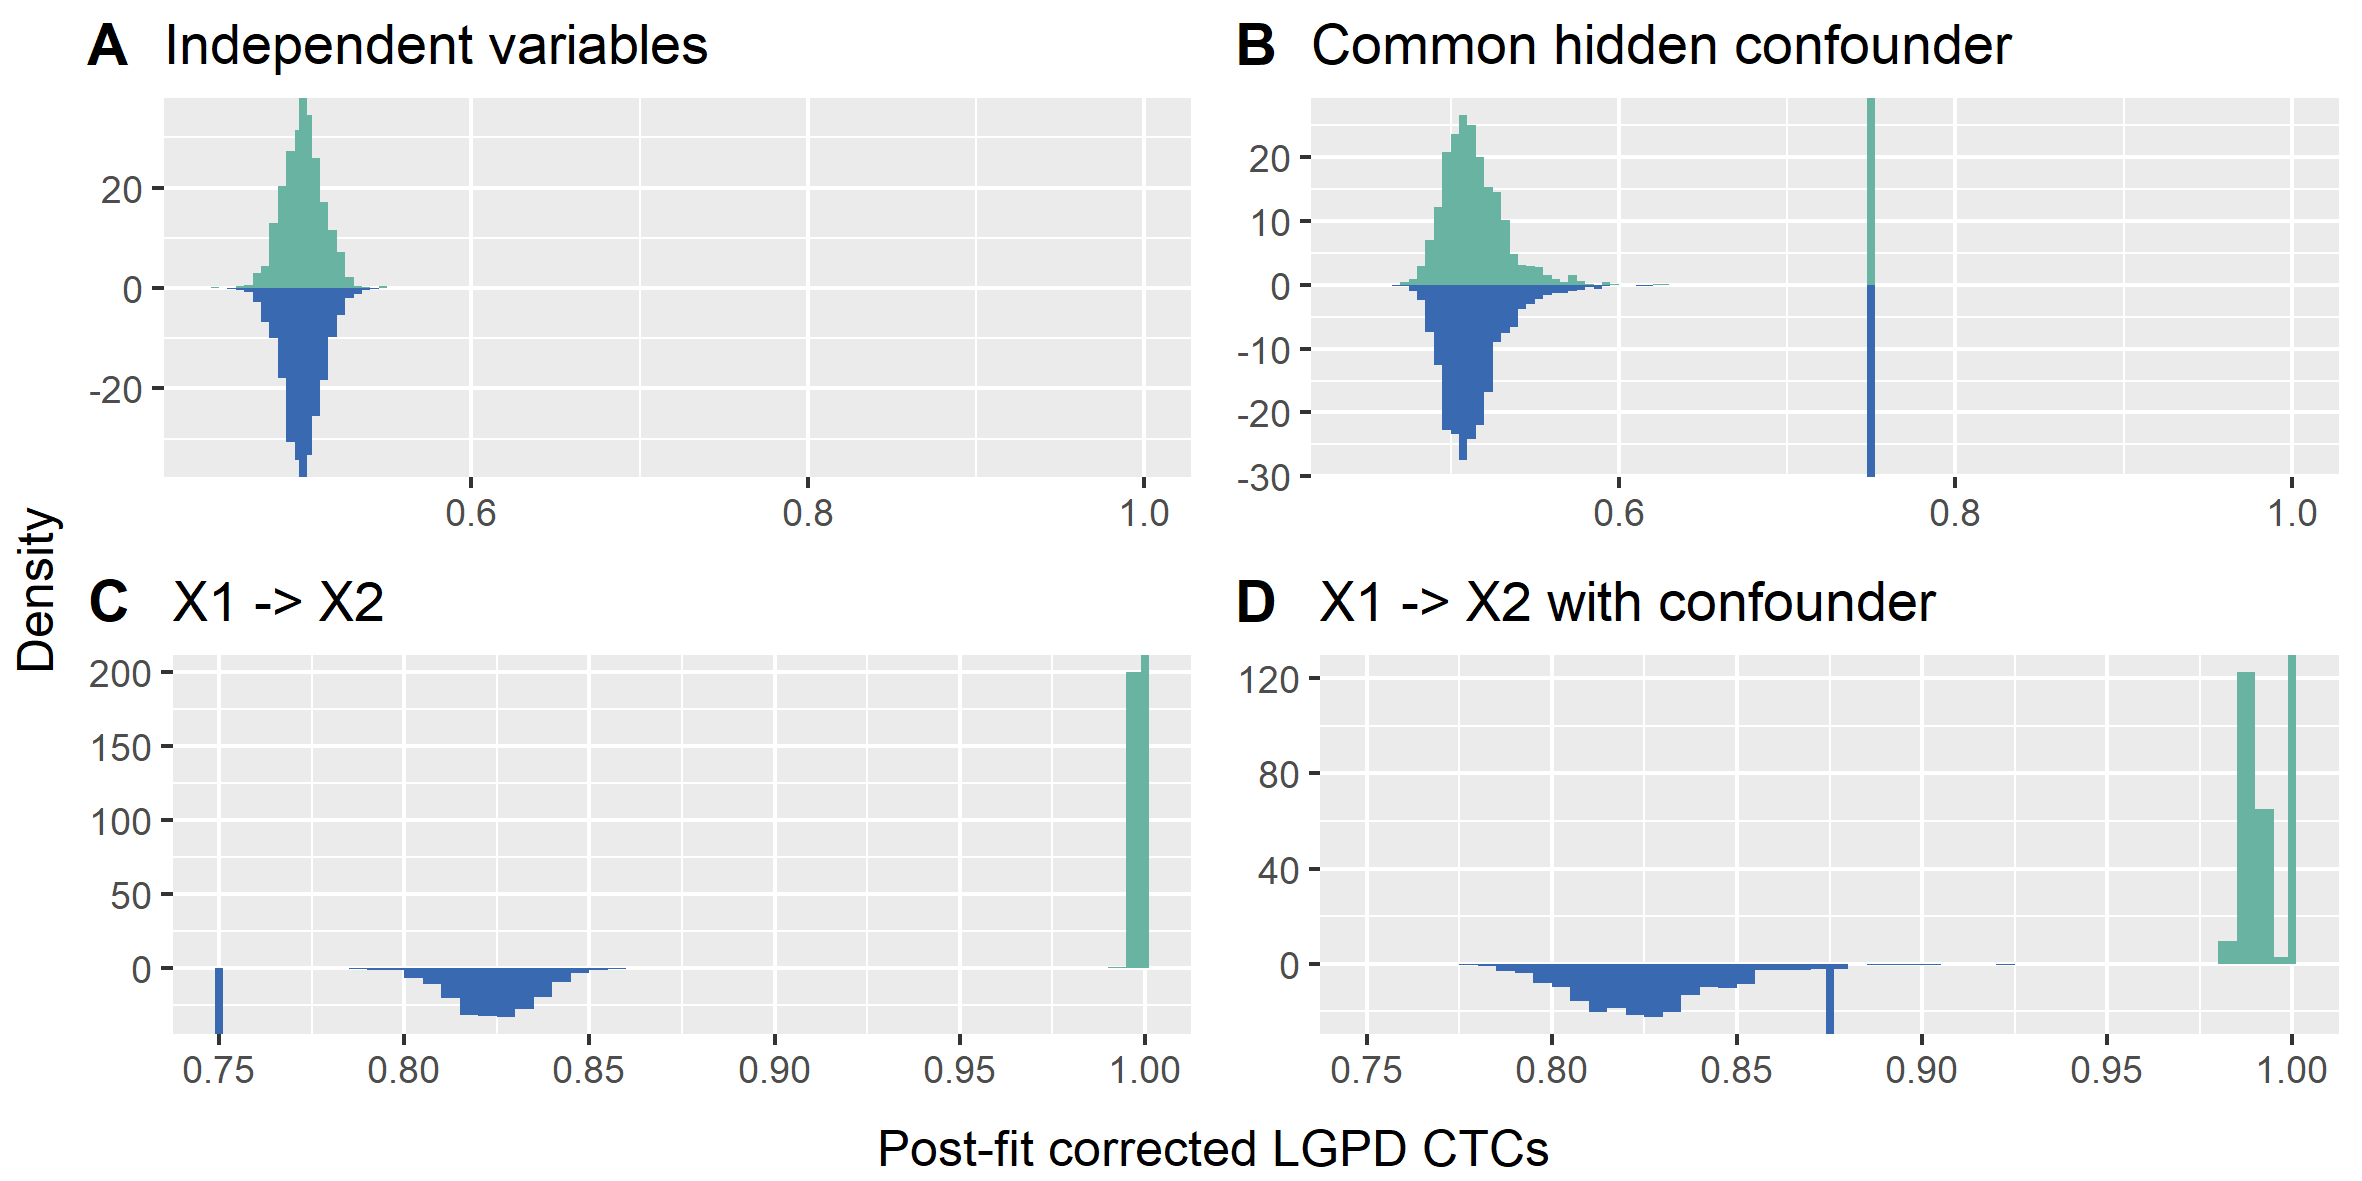 A Independent variables
20
0
-20
0.6 0.8 1.0
B Common hidden confounder
20
10
0
-10
-20
-30
0.6 0.8 1.0
Density
C X1 -> X2
200
150
100
50
0
0.75 0.80 0.85 0.90 0.95 1.00
D X1 -> X2 with confounder
120
80
40
0
0.75 0.80 0.85 0.90 0.95 1.00
Post-fit corrected LGPD CTCs